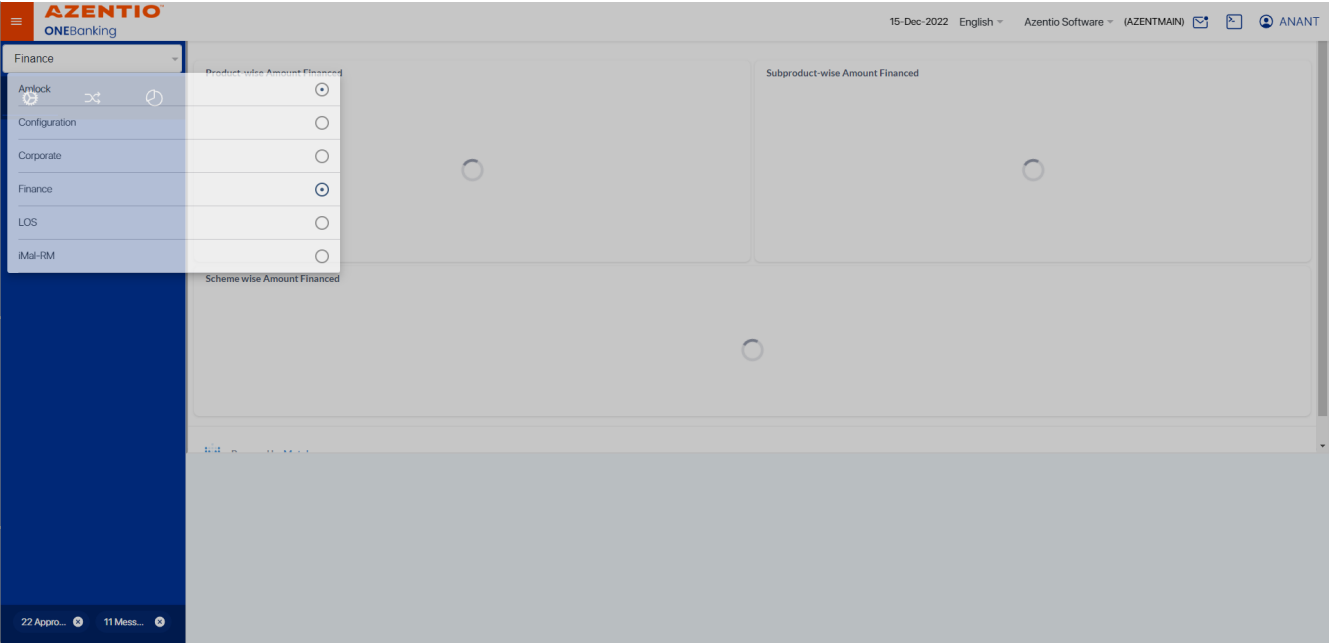 AZENTIO
ONEBanking
15-Dec-2022 English Azentio Software (AZENTMAIN) ANANT
Finance
Product-wise Amount Financed
Subproduct-wise Amount Financed
Amlock
Configuration
Corporate
Finance
LOS
iMal-RM
Scheme wise Amount Financed
22 Appro... 11 Mess...